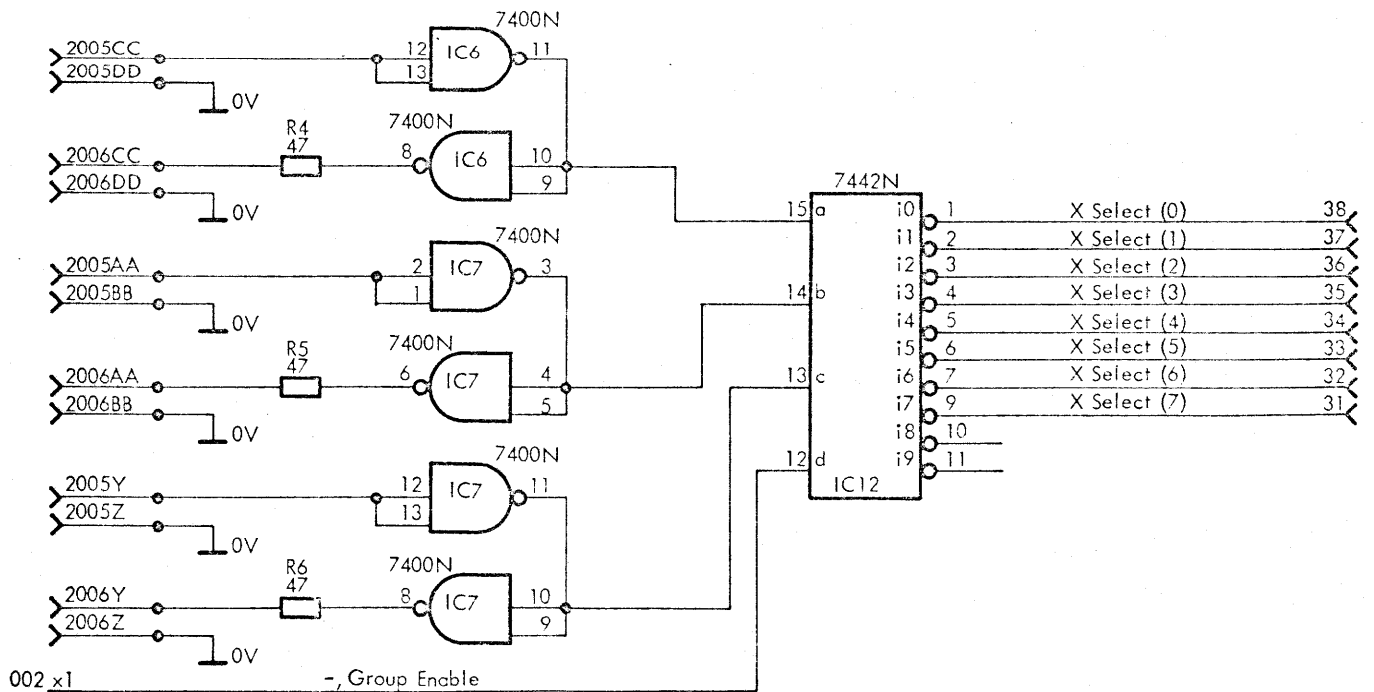 7400N
2005CC 12 IC6 11
2005DD 13
0V
R4 7400N
47
2006CC 8 IC6 10
2006DD 9
0V
7442N
15 a i0 1 X Select (0) 38
i1 2 X Select (1) 37
7400N
2005AA 2 IC7 3 i2 3 X Select (2) 36
2005BB 1 14 b i3 4 X Select (3) 35
0V i4 5 X Select (4) 34
R5 7400N i5 6 X Select (5) 33
47
2006AA 6 IC7 4 13 c i6 7 X Select (6) 32
2006BB 5 i7 9 X Select (7) 31
0V i8 10
7400N 12 d i9 11
2005Y 12 IC7 11 IC12
2005Z 13
0V
R6 7400N
47
2006Y 8 IC7 10
2006Z 9
0V
002 x1 -, Group Enable